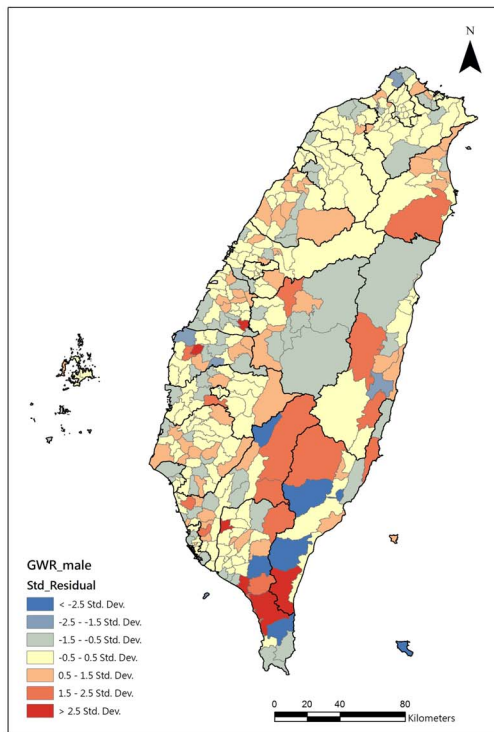 N
GWR_male
Std_Residual
< -2.5 Std. Dev.
-2.5 - -1.5 Std. Dev.
-1.5 - -0.5 Std. Dev.
-0.5 - 0.5 Std. Dev.
0.5 - 1.5 Std. Dev.
1.5 - 2.5 Std. Dev.
> 2.5 Std. Dev.
0 20 40 80
Kilometers